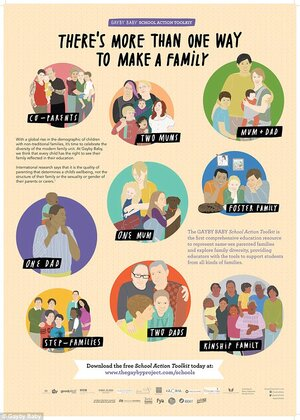 GAYBY BABY SCHOOL ACTION TOOLKIT
THERE'S MORE THAN ONE WAY
TO MAKE A FAMILY
CO-PARENTS
TWO MUMS
MUM + DAD
With a global rise in the demographic of children
with non-traditional families, it's time to celebrate the
diversity of the modern family unit. At Gayby Baby,
we think that every child has the right to see their
family reflected in their education.
International research says that it is the quality of
parenting that determines a child's wellbeing, not the
structure of their family or the sexuality or gender of
their parents or carers.
ONE DAD
ONE MUM
FOSTER FAMILY
The GAYBY BABY School Action Toolkit is
the first comprehensive education resource
to represent same-sex parented families
and explore family diversity, providing
educators with the tools to support students
from all kinds of families.
STEP-FAMILIES
TWO DADS
KINSHIP FAMILY
Download the free School Action Toolkit today at:
www.thegaybyproject.com/schools
© Gayby Baby